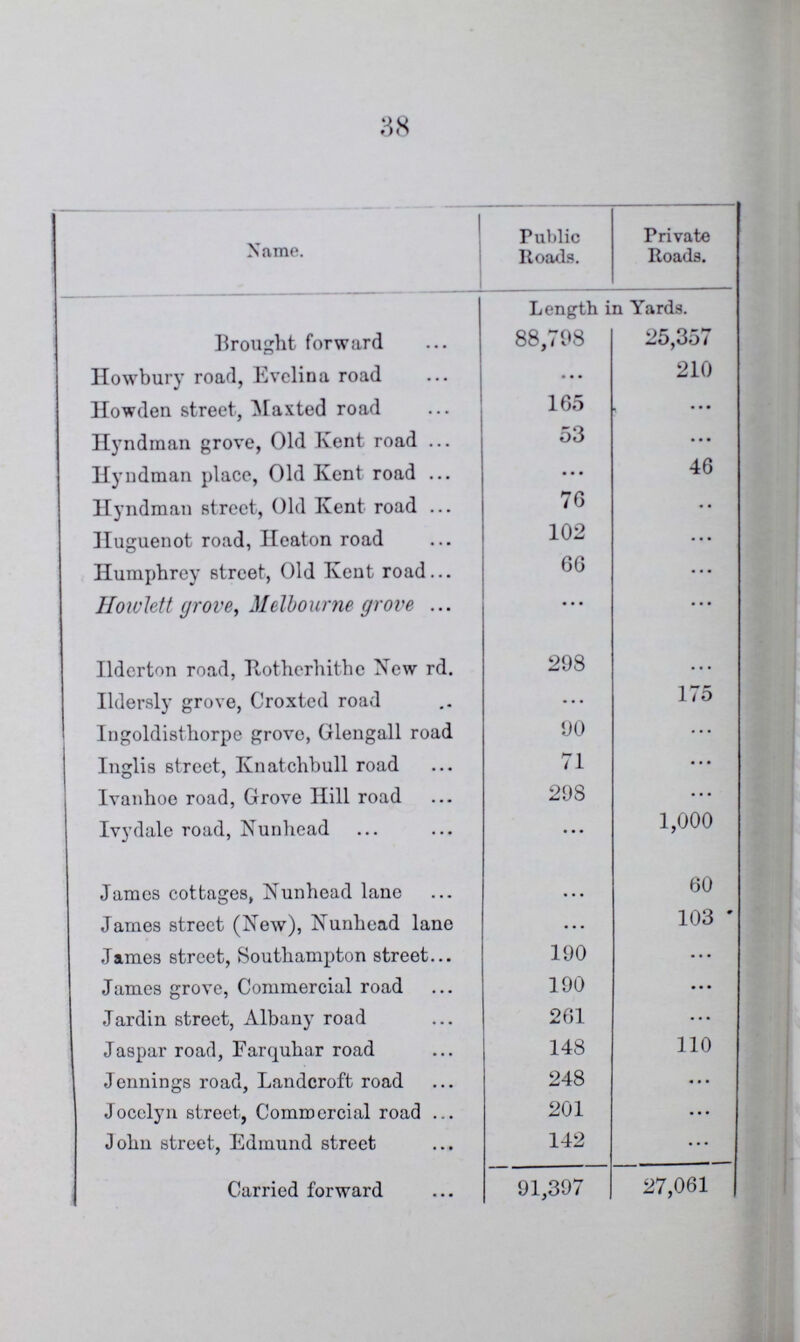 38
Name. Public Roads. Private Roads.
Length in Yards.
Brought forward ... 88,798 25,357
Howbury road, Evelina road ... ... 210
Howden street, Maxted road ... 165 ...
Hyndman grove, Old Kent road ... 53 ...
Hyndman place, Old Kent road ... ... 46
Hyndman street, Old Kent road ... 76 ..
Huguenot road, Heaton road ... 102 ...
Humphrey street, Old Kent road... 66 ...
Howlett grove, Melbourne grove ... ... ...
Ilderton road, Rotherhithe New rd. 298 ...
Ildersly grove, Croxted road .. ... 175
Ingoldisthorpe grove, Glengall road 90 ...
Inglis street, Knatchbull road ... 71 ...
Ivanhoe road, Grove Hill road ... 298 ...
Ivydale road, Nunhead ... ... ... 1,000
James cottages, Nunhead lane ... ... 60
James street (New), Nunhead lane ... 103
James street, Southampton street... 190 ...
James grove, Commercial road ... 190 ...
Jardin street, Albany road ... 261 ...
Jaspar road, Farquhar road ... 148 110
Jennings road, Landcroft road ... 248 ...
Jocelyn street, Commercial road ... 201 ...
John street, Edmund street ... 142 ...
Carried forward ... 91,397 27,061